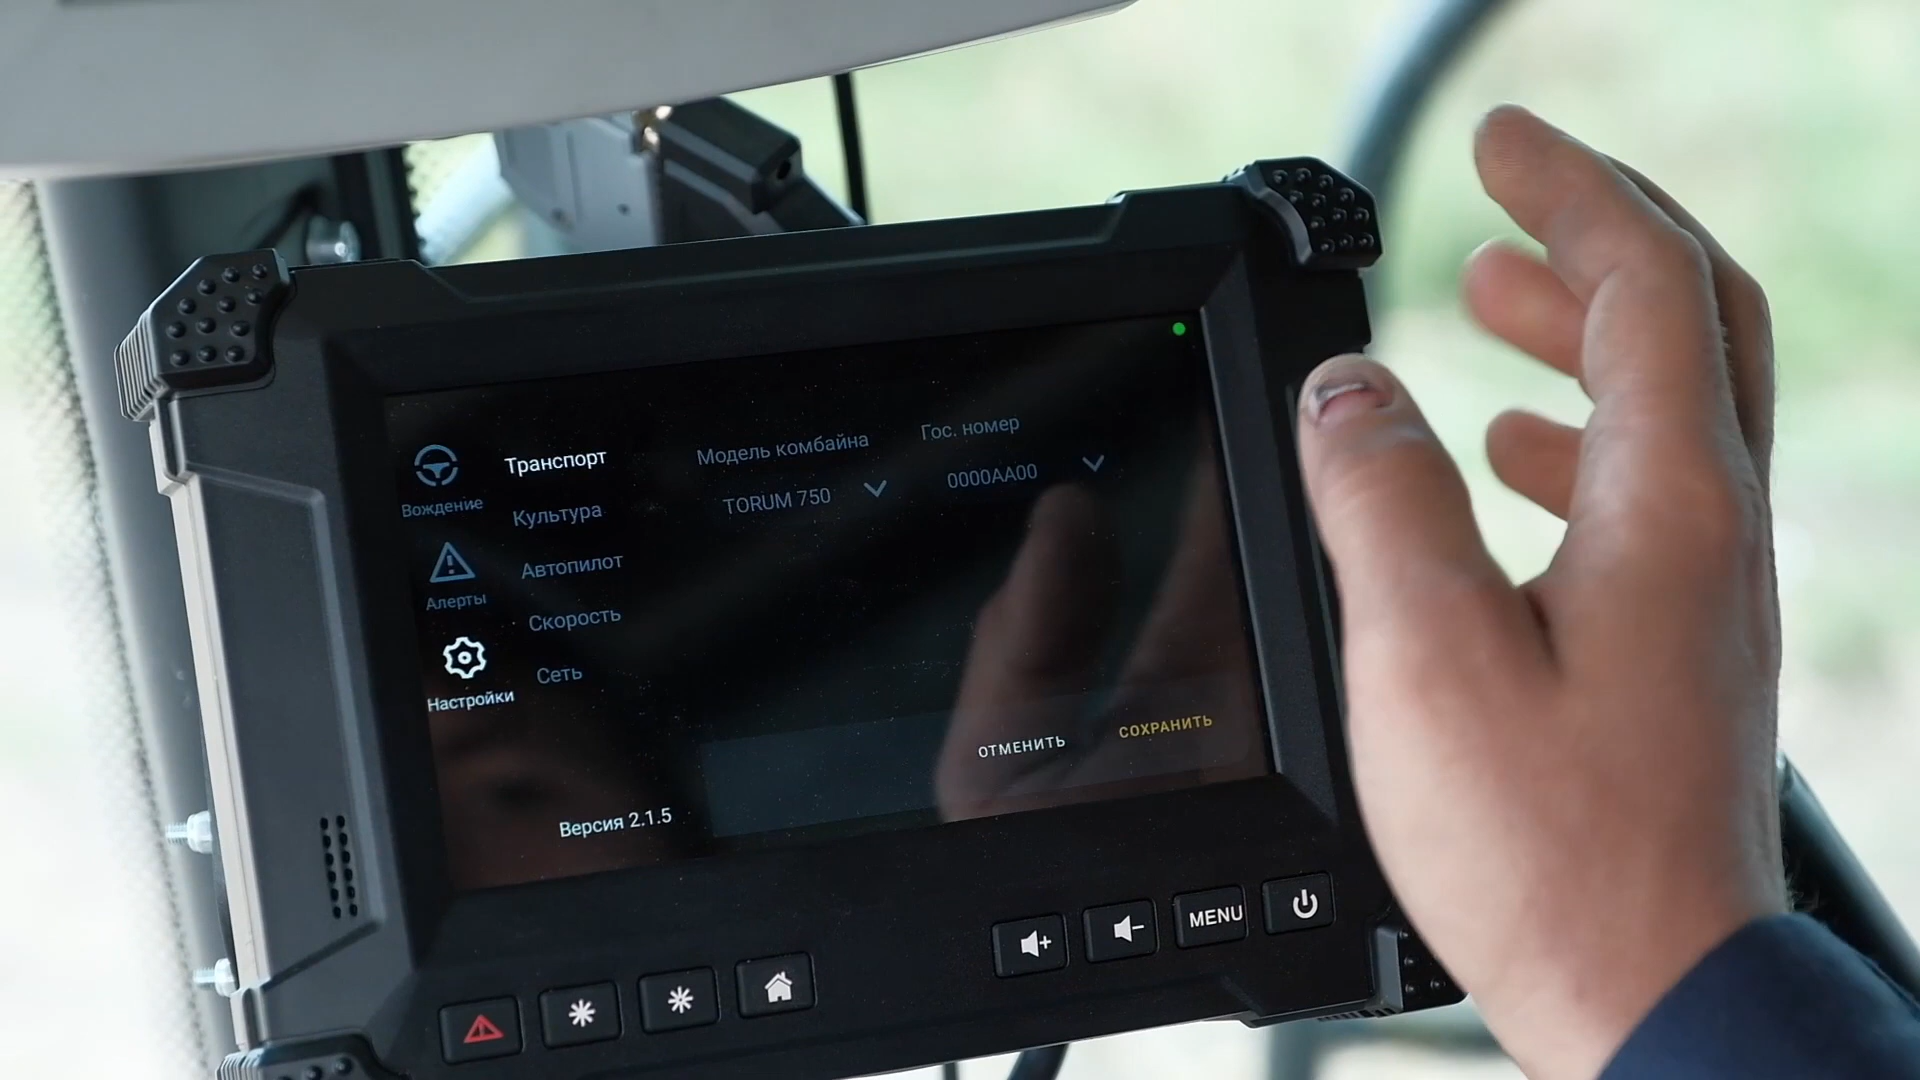 Вождение
Алерты
Настройки
Транспорт
Культура
Автопилот
Скорость
Сеть
Модель комбайна
TORUM 750
Гос. номер
0000AA00
ОТМЕНИТЬ
СОХРАНИТЬ
Версия 2.1.5
MENU